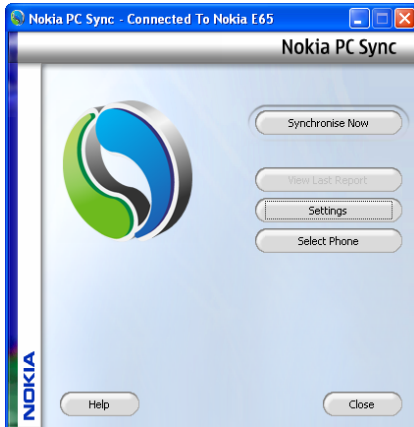 Nokia PC Sync - Connected To Nokia E65
Nokia PC Sync
Synchronise Now
View Last Report
Settings
Select Phone
NOKIA
Help
Close